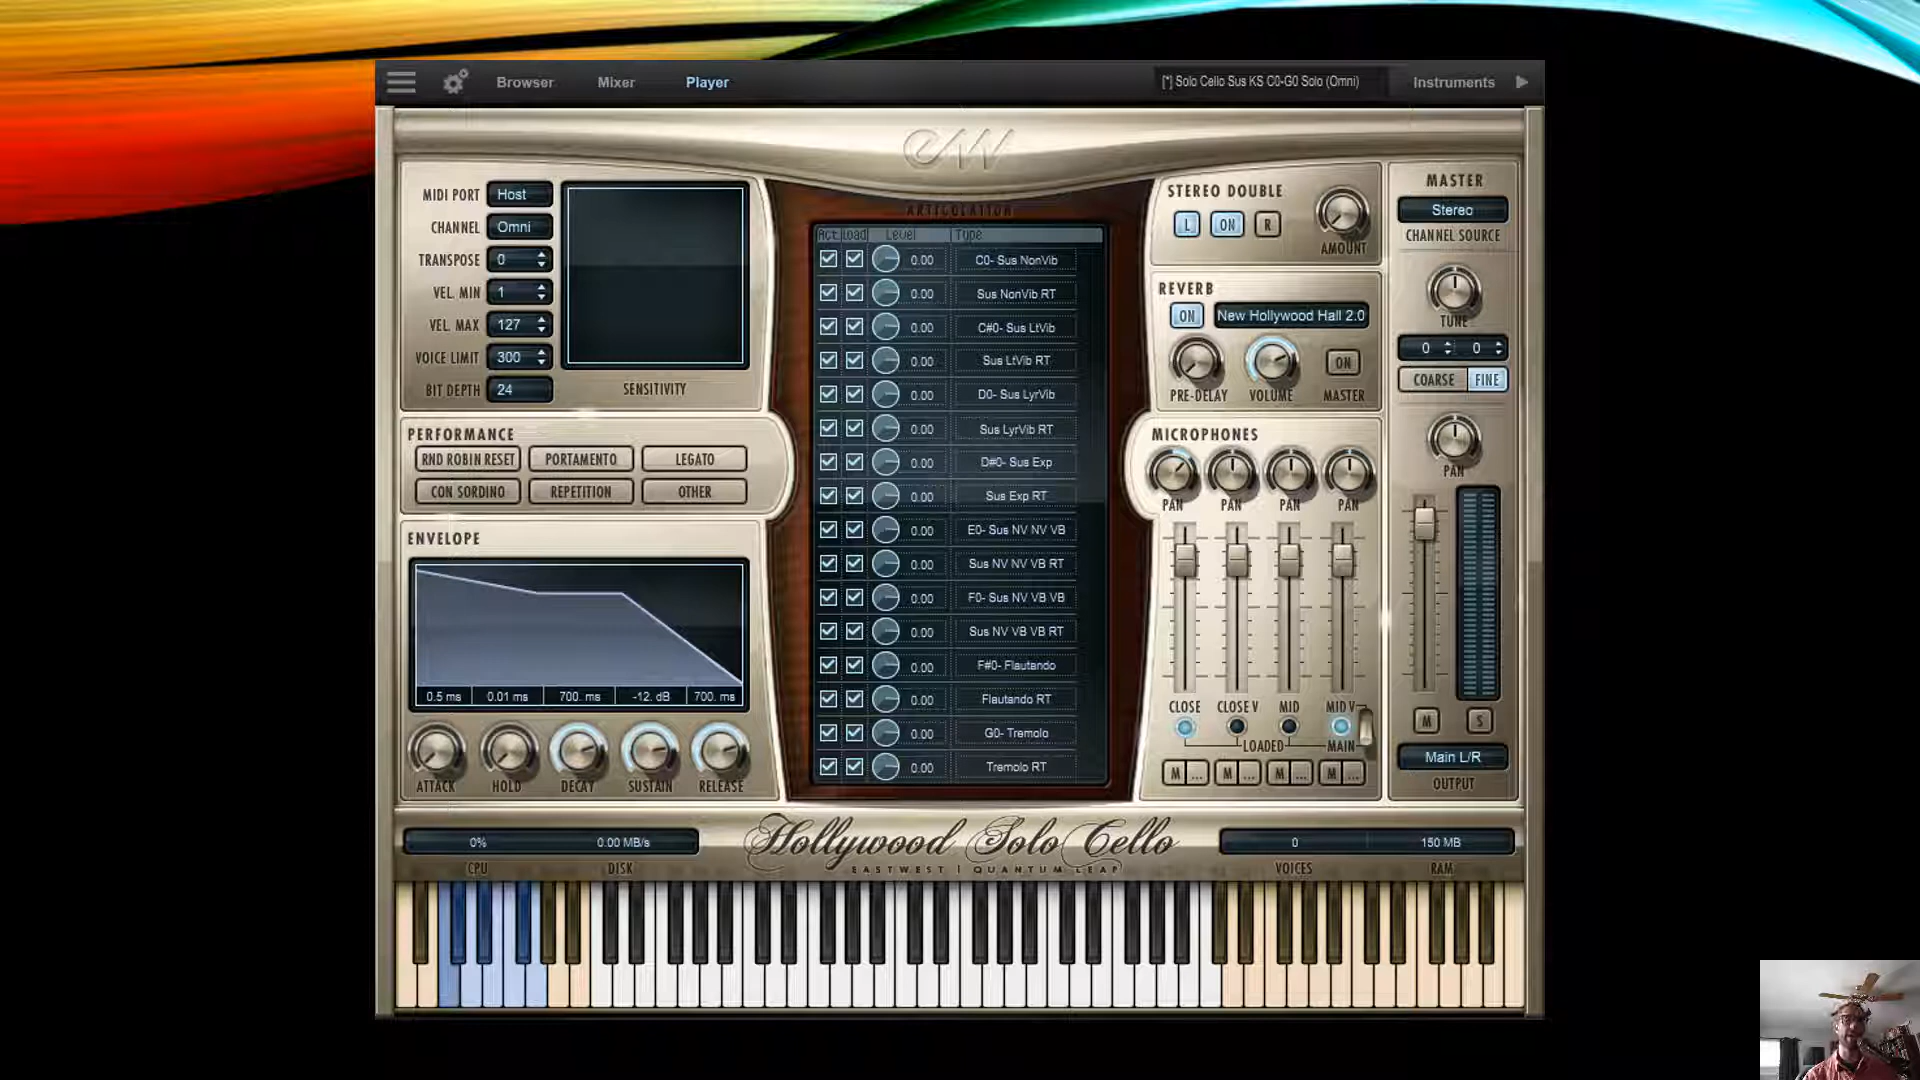 Browser
Mixer
Player
[*] Solo Cello Sus KS C0-G0 Solo (Omni)
Instruments
EW
MIDI PORT Host
CHANNEL Omni
TRANSPOSE 0
VEL. MIN 1
VEL. MAX 127
VOICE LIMIT 300
BIT DEPTH 24
SENSITIVITY
PERFORMANCE
RND ROBIN RESET PORTAMENTO LEGATO
CON SORDINO REPETITION OTHER
ENVELOPE
0.5 ms 0.01 ms 700. ms -12. dB 700. ms
ATTACK HOLD DECAY SUSTAIN RELEASE
ARTICULATION
Act. Load Level Type
0.00 C0- Sus NonVib
0.00 Sus NonVib RT
0.00 C#0- Sus LtVib
0.00 Sus LtVib RT
0.00 D0- Sus LyrVib
0.00 Sus LyrVib RT
0.00 D#0- Sus Exp
0.00 Sus Exp RT
0.00 E0- Sus NV NV VB
0.00 Sus NV NV VB RT
0.00 F0- Sus NV VB VB
0.00 Sus NV VB VB RT
0.00 F#0- Flautando
0.00 Flautando RT
0.00 G0- Tremolo
0.00 Tremolo RT
STEREO DOUBLE
L ON R
AMOUNT
REVERB
ON New Hollywood Hall 2.0
ON
PRE-DELAY VOLUME MASTER
MICROPHONES
PAN PAN PAN PAN
CLOSE CLOSE V MID MID V
LOADED MAIN
M ... M ... M ... M ...
MASTER
Stereo
CHANNEL SOURCE
TUNE
0 0
COARSE FINE
PAN
M S
Main L/R
OUTPUT
0% 0.00 MB/s
CPU DISK
Hollywood Solo Cello
EASTWEST | QUANTUM LEAP
0 150 MB
VOICES RAM